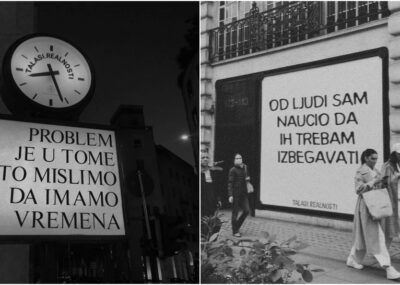 TALASI.REALNOSTI
PROBLEM
JE U TOME
TO MISLIMO
DA IMAMO
VREMENA
OD LJUDI SAM
NAUCIO DA
IH TREBAM
IZBEGAVATI
TALASI.REALNOSTI